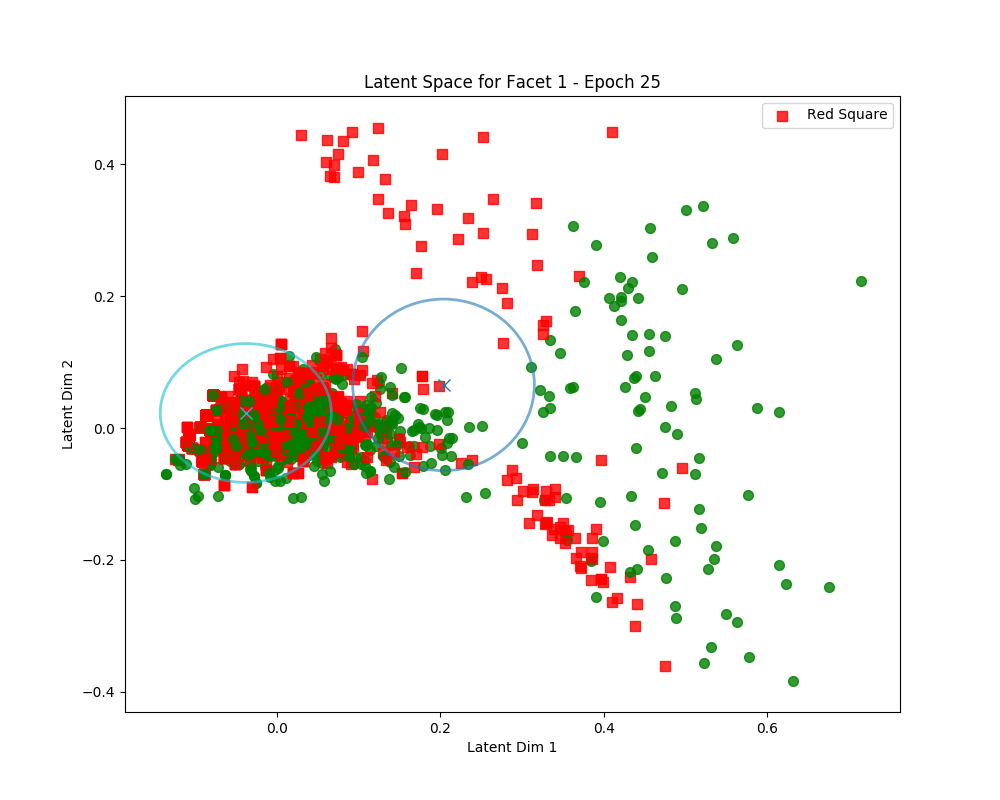 Latent Space for Facet 1 - Epoch 25
Red Square
Latent Dim 2
0.4
0.2
0.0
−0.2
−0.4
0.0 0.2 0.4 0.6
Latent Dim 1